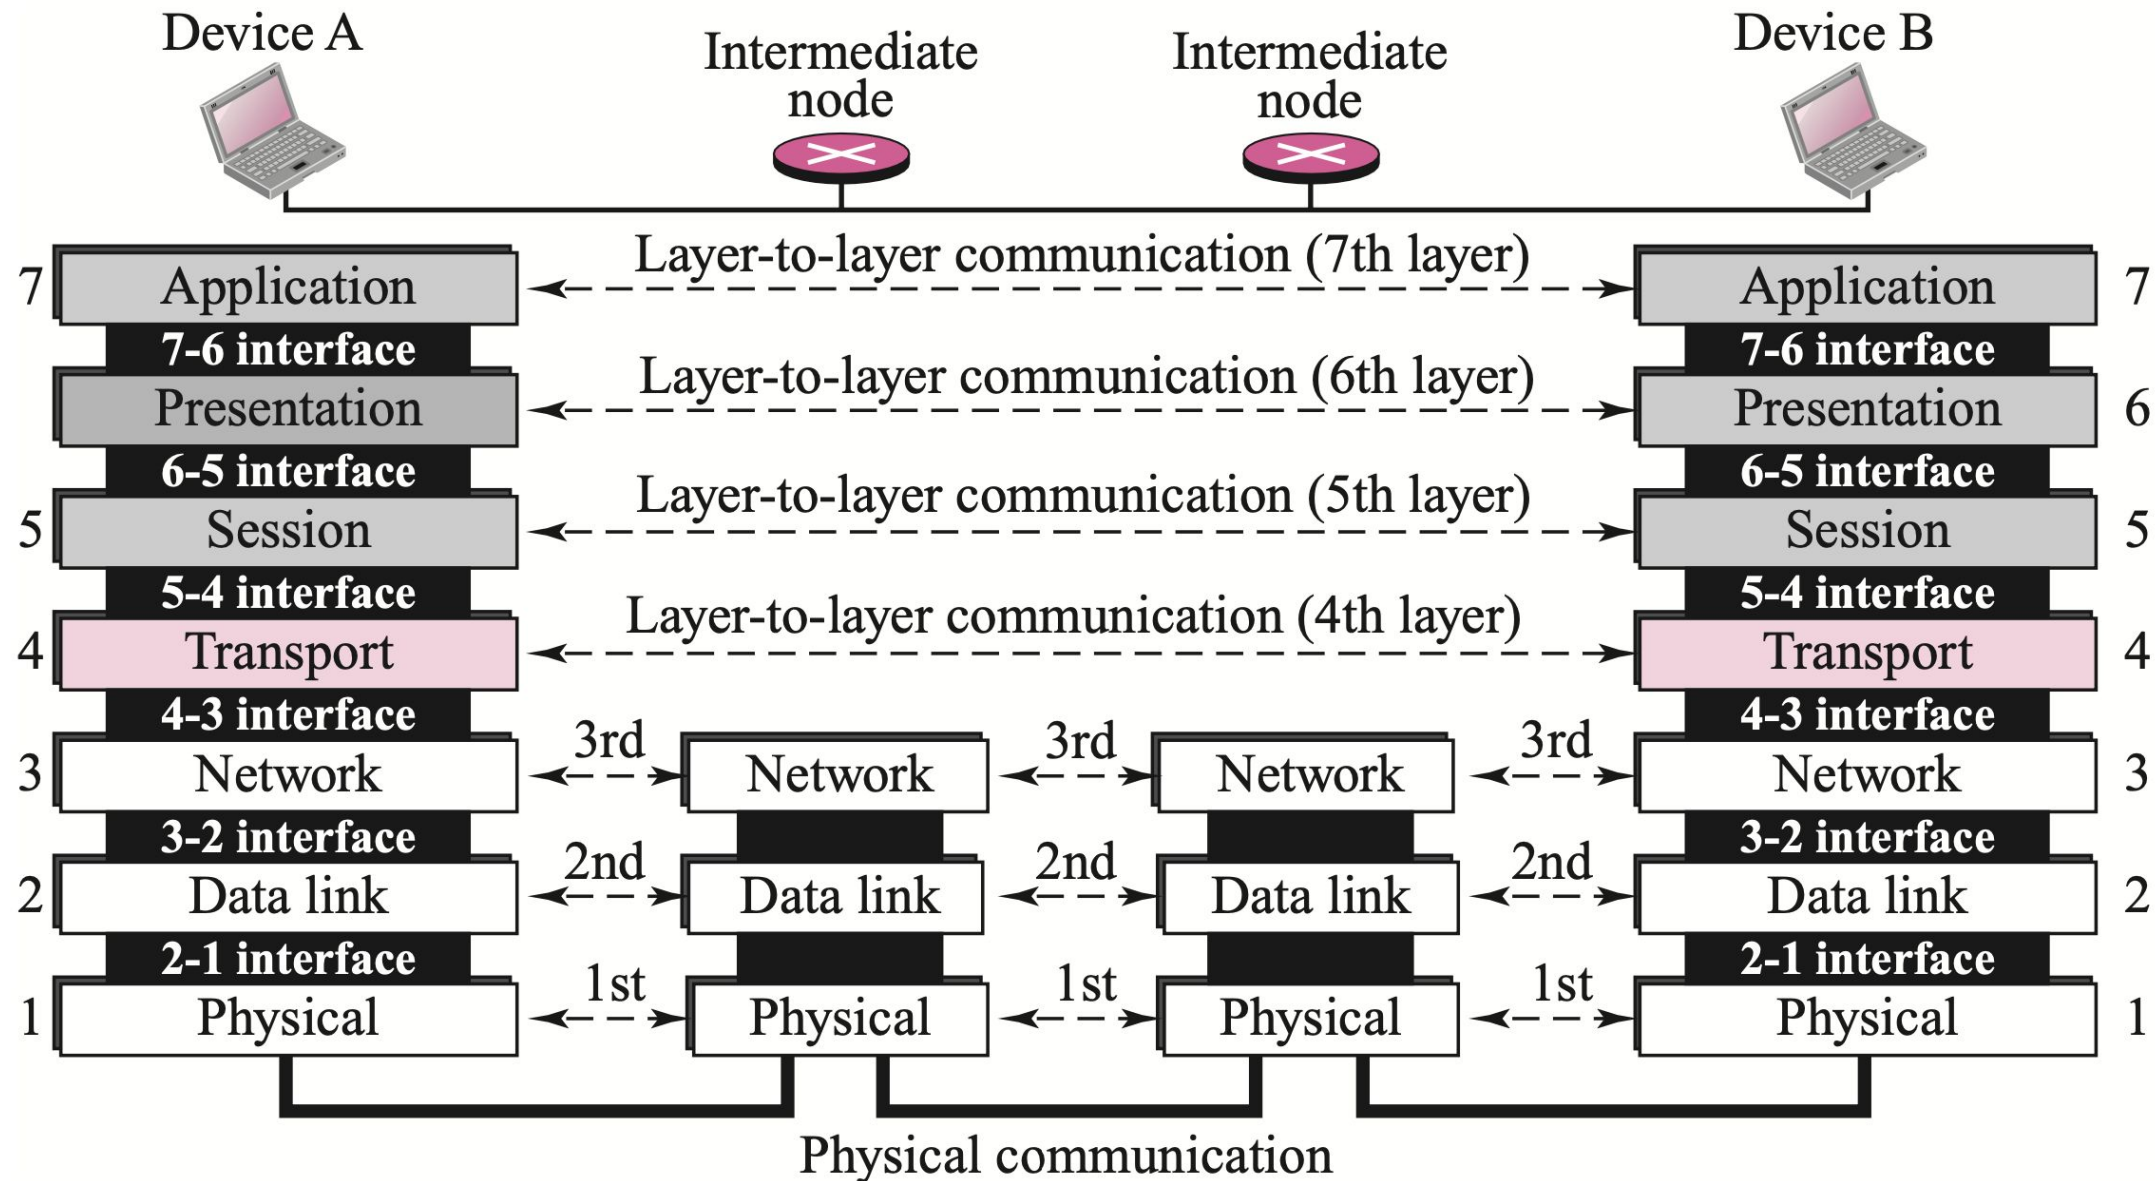 Device A
Intermediate
node
Intermediate
node
Device B
Layer-to-layer communication (7th layer)
7 Application Application 7
7-6 interface 7-6 interface
Layer-to-layer communication (6th layer)
Presentation Presentation 6
6-5 interface 6-5 interface
Layer-to-layer communication (5th layer)
5 Session Session 5
5-4 interface 5-4 interface
Layer-to-layer communication (4th layer)
4 Transport Transport 4
4-3 interface 4-3 interface
3rd 3rd 3rd
3 Network Network Network Network 3
3-2 interface 3-2 interface
2nd 2nd 2nd
2 Data link Data link Data link Data link 2
2-1 interface 2-1 interface
1st 1st 1st
1 Physical Physical Physical Physical 1
Physical communication